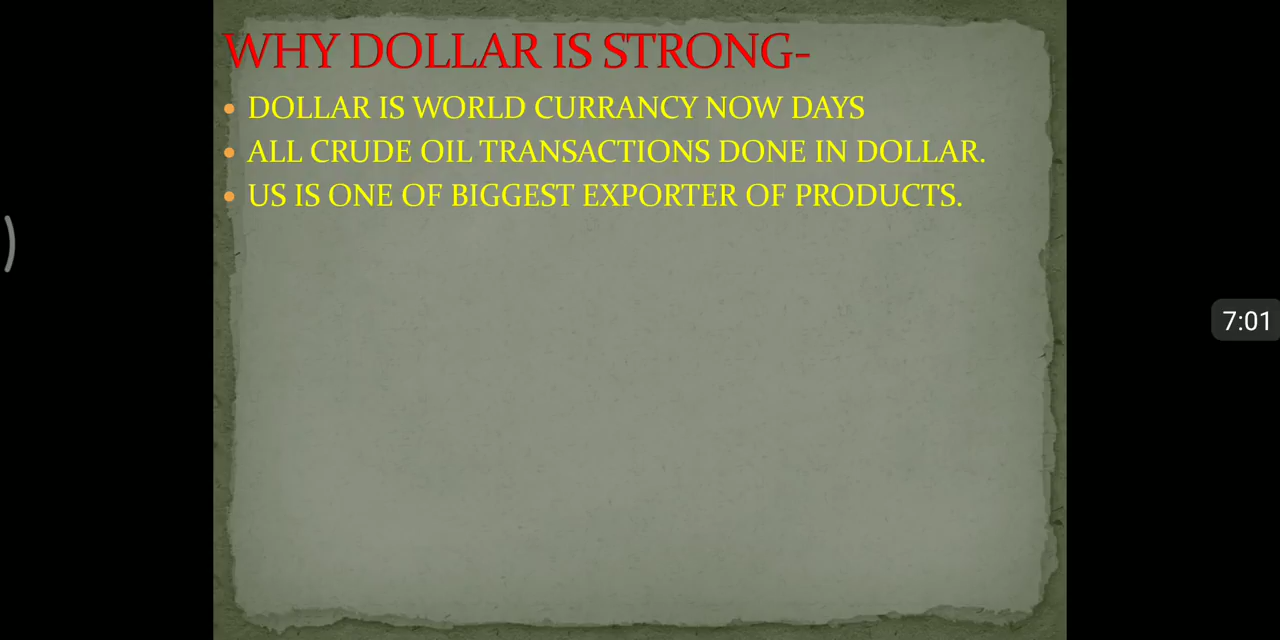 WHY DOLLAR IS STRONG-
DOLLAR IS WORLD CURRANCY NOW DAYS
ALL CRUDE OIL TRANSACTIONS DONE IN DOLLAR.
US IS ONE OF BIGGEST EXPORTER OF PRODUCTS.
7:01